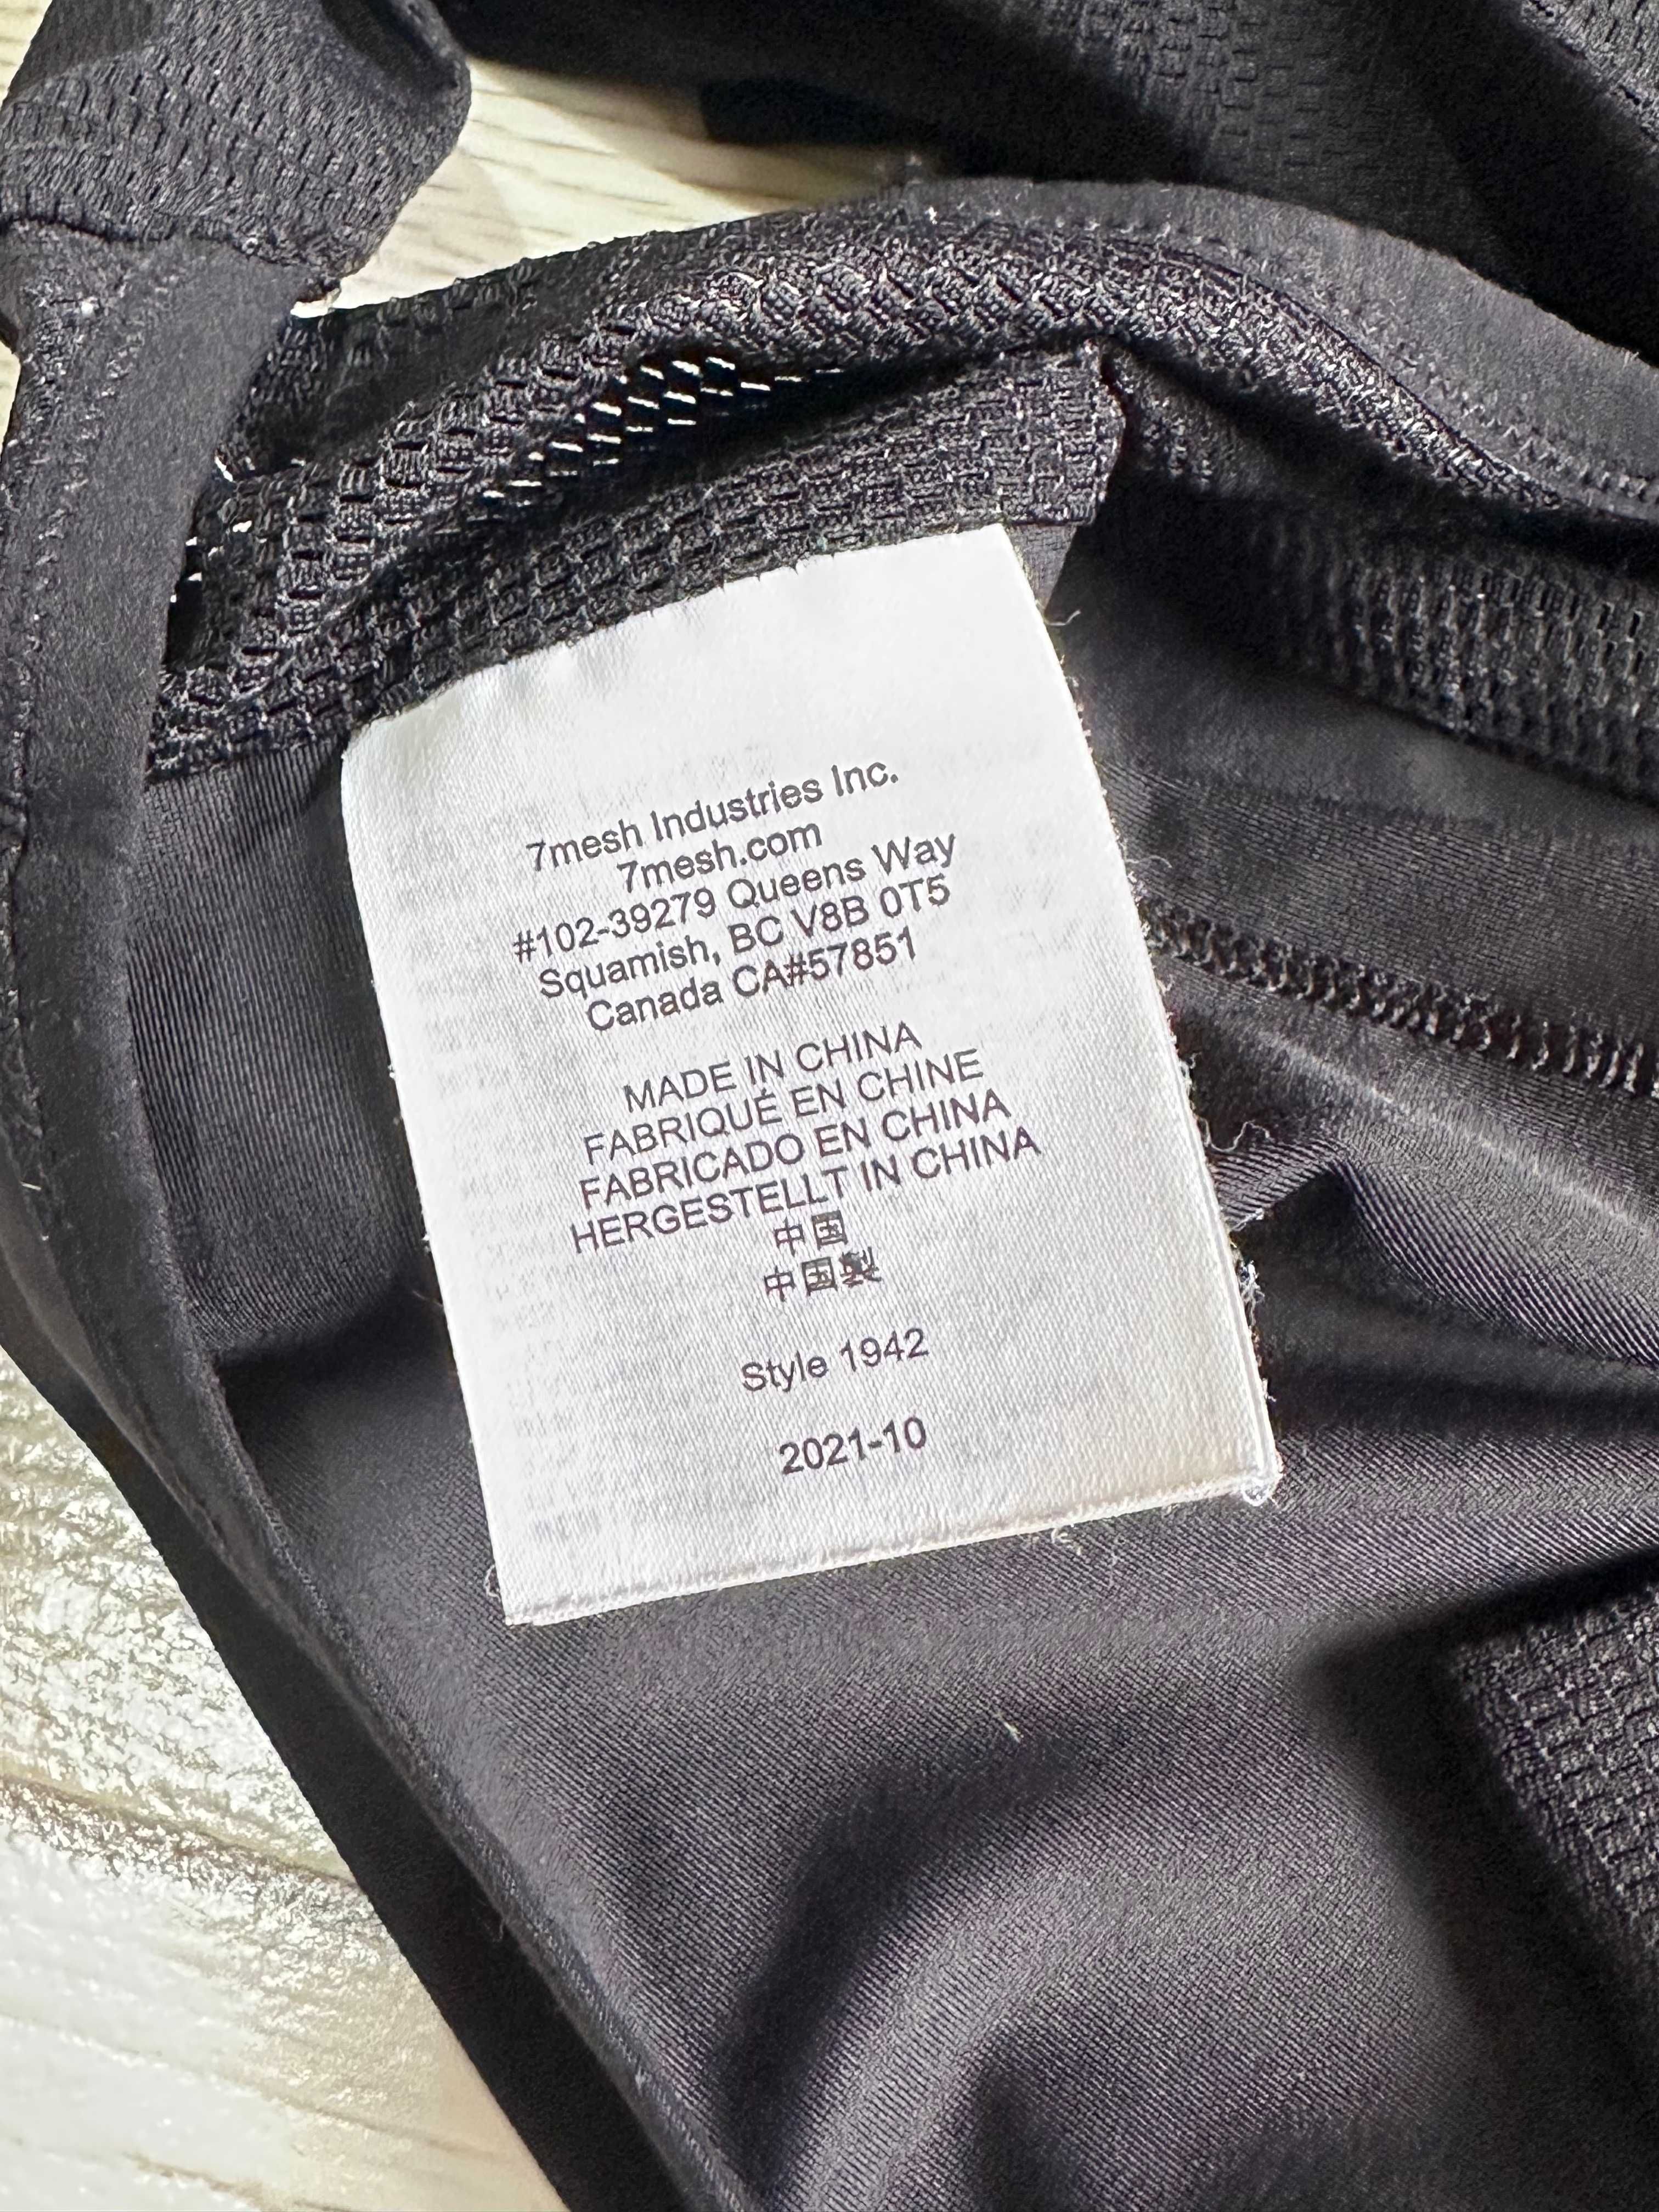 7mesh Industries Inc.
7mesh.com
#102-39279 Queens Way
Squamish, BC V8B 0T5
Canada CA#57851
MADE IN CHINA
FABRIQUÉ EN CHINE
FABRICADO EN CHINA
HERGESTELLT IN CHINA
中国
中国製
Style 1942
2021-10